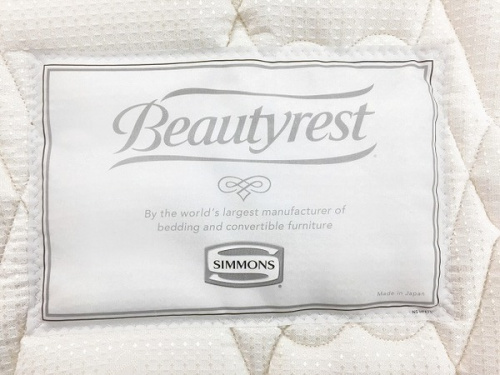 Beautyrest
By the world's largest manufacturer of
bedding and convertible furniture
SIMMONS
Made in Japan